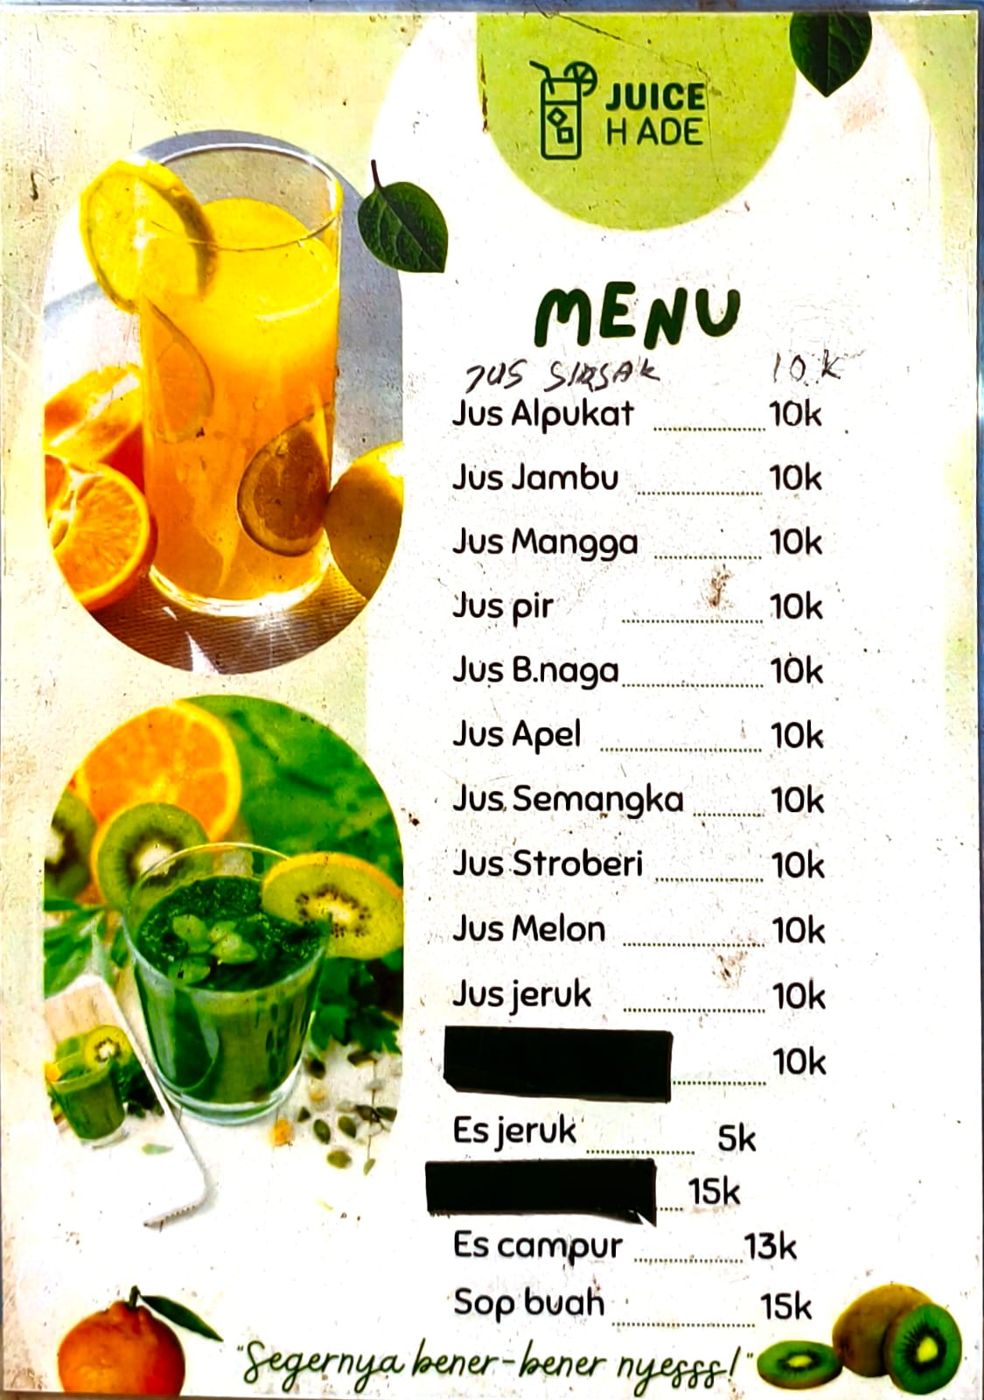 JUICE
H ADE
MENU
JUS SIRSAK 10 k
Jus Alpukat 10k
Jus Jambu 10k
Jus Mangga 10k
Jus pir 10k
Jus B.naga 10k
Jus Apel 10k
Jus Semangka 10k
Jus Stroberi 10k
Jus Melon 10k
Jus jeruk 10k
10k
Es jeruk 5k
15k
Es campur 13k
Sop buah 15k
"Segernya bener-bener nyesss!"